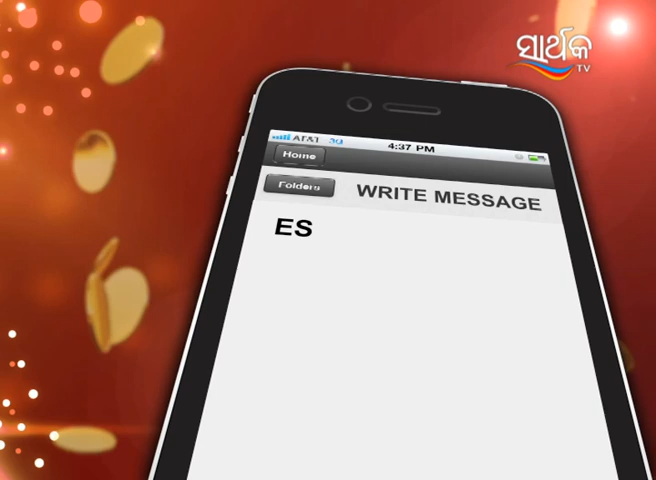 ସାର୍ଥକ
TV
AT&T 3G 4:37 PM
Home
Folders WRITE MESSAGE
ES